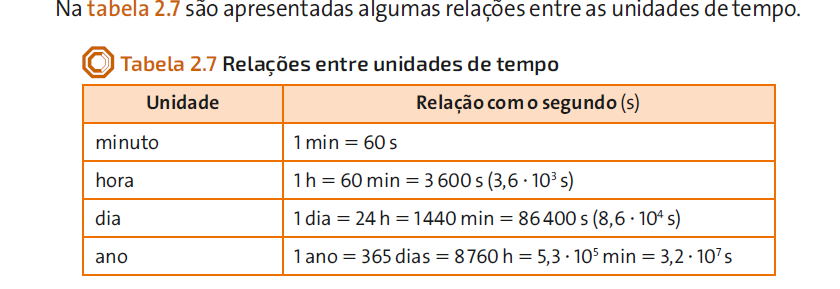 Na tabela 2.7 são apresentadas algumas relações entre as unidades de tempo.
Tabela 2.7 Relações entre unidades de tempo
Unidade Relação com o segundo (s)
minuto 1 min = 60 s
hora 1 h = 60 min = 3 600 s (3,6 · 10³ s)
dia 1 dia = 24 h = 1440 min = 86 400 s (8,6 · 10⁴ s)
ano 1 ano = 365 dias = 8 760 h = 5,3 · 10⁵ min = 3,2 · 10⁷ s